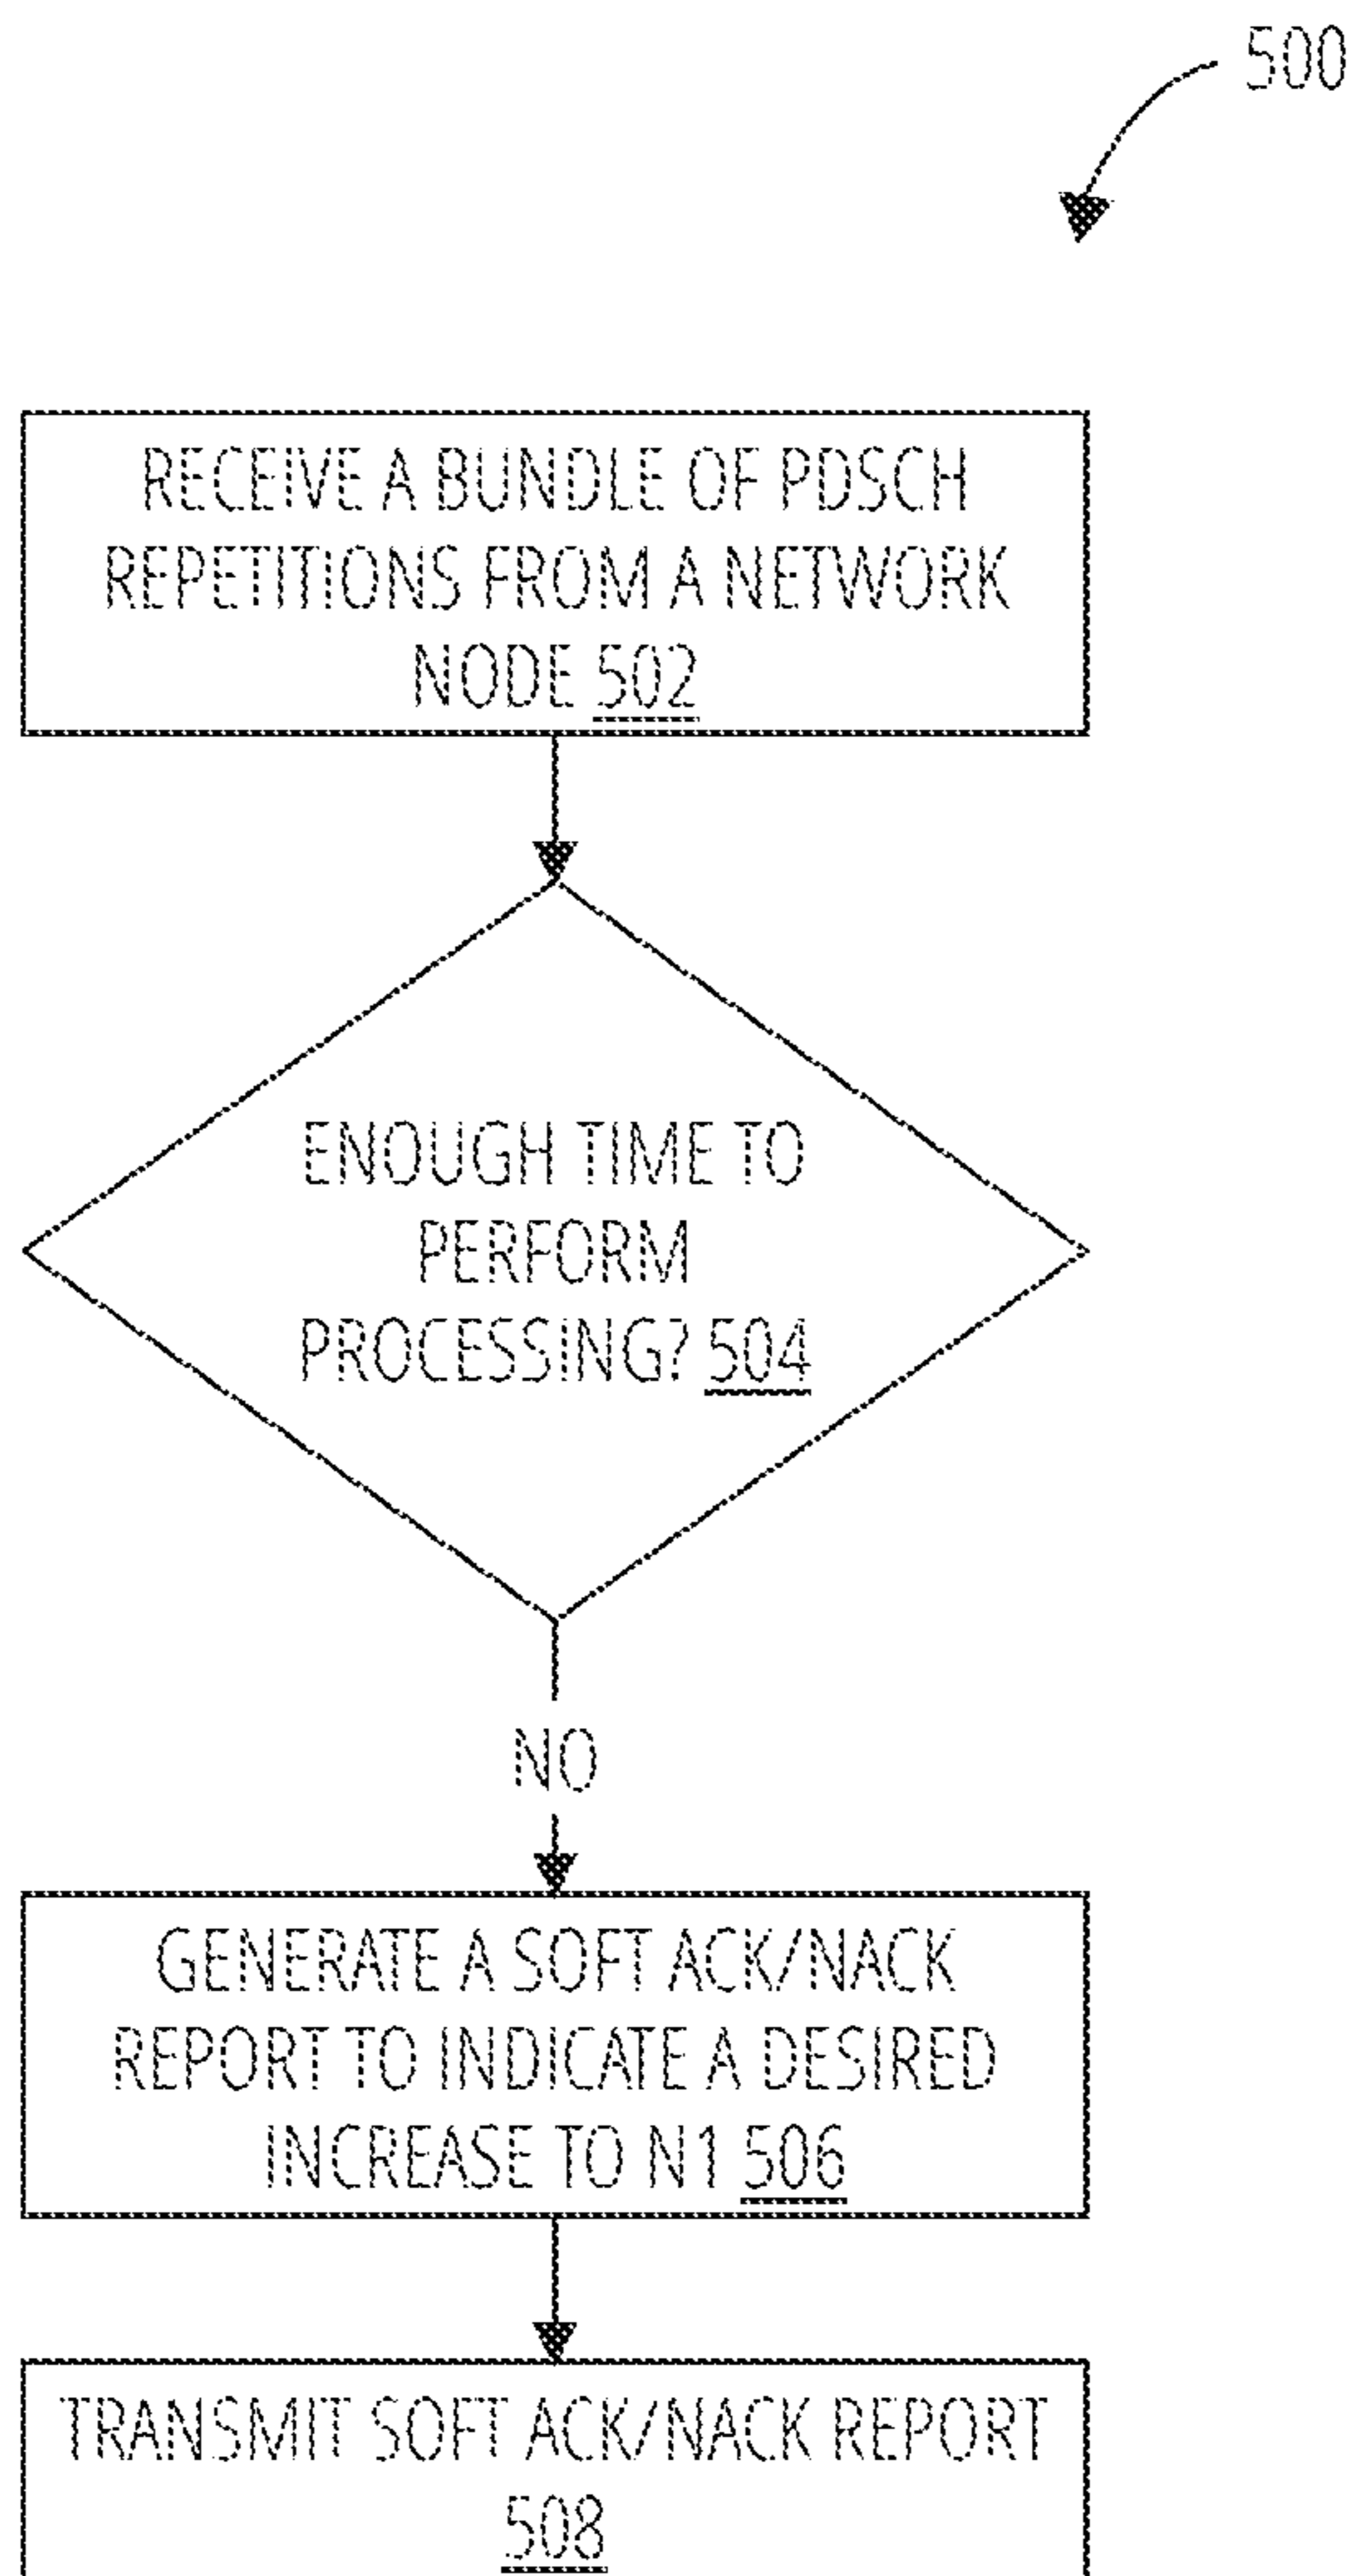 500
RECEIVE A BUNDLE OF PDSCH
REPETITIONS FROM A NETWORK
NODE 502
ENOUGH TIME TO
PERFORM
PROCESSING? 504
NO
GENERATE A SOFT ACK/NACK
REPORT TO INDICATE A DESIRED
INCREASE TO N1 506
TRANSMIT SOFT ACK/NACK REPORT
508